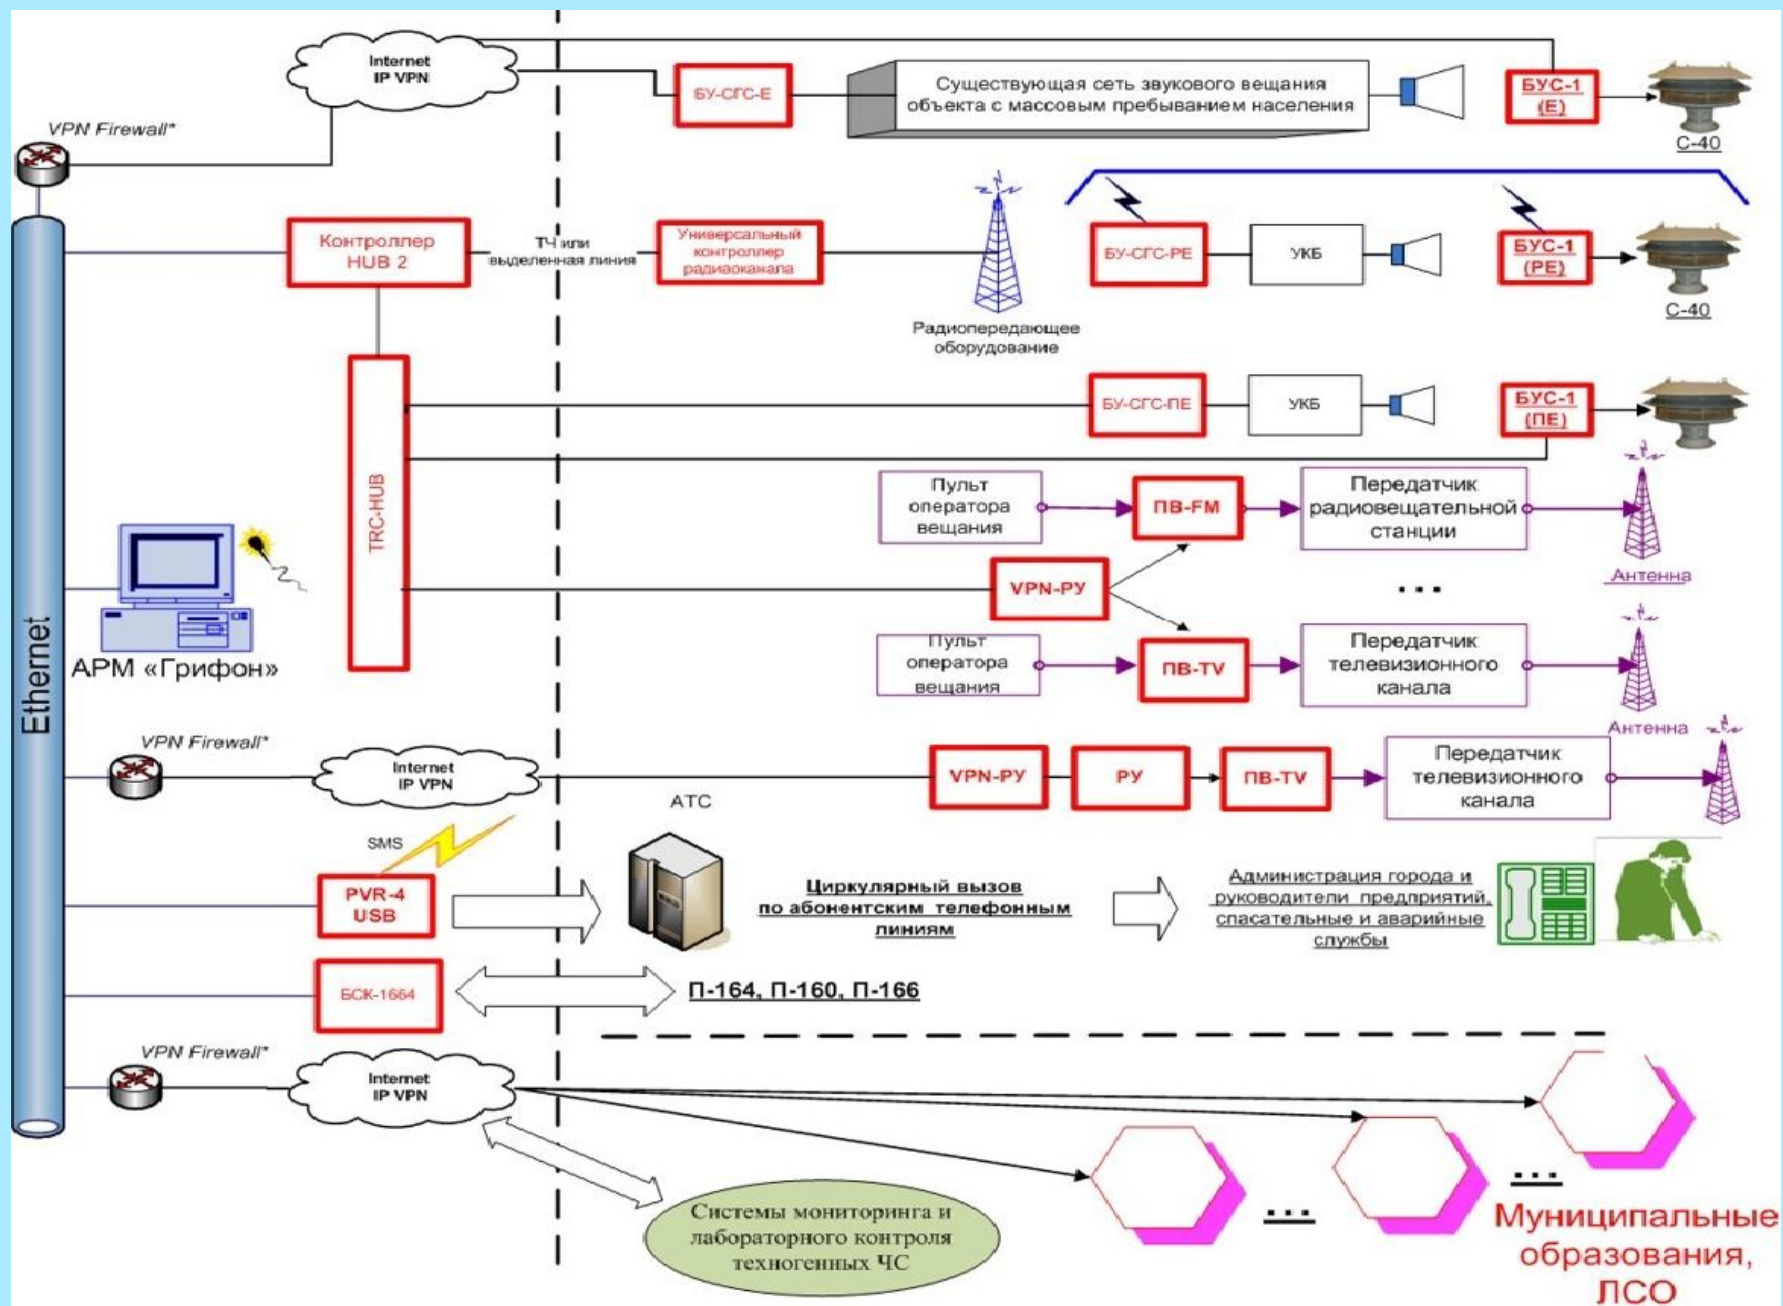 Internet
IP VPN
VPN Firewall*
БУ-СГС-Е
Существующая сеть звукового вещания
объекта с массовым пребыванием населения
БУС-1
(Е)
С-40
Контроллер
HUB 2
ТЧ или
выделенная линия
Универсальный
контроллер
радиоканала
Радиопередающее
оборудование
БУ-СГС-РЕ
УКБ
БУС-1
(РЕ)
С-40
TRC-HUB
БУ-СГС-ПЕ
УКБ
БУС-1
(ПЕ)
Пульт
оператора
вещания
ПВ-FM
Передатчик
радиовещательной
станции
Антенна
VPN-РУ
...
Ethernet
АРМ «Грифон»
Пульт
оператора
вещания
ПВ-TV
Передатчик
телевизионного
канала
Антенна
VPN Firewall*
Internet
IP VPN
VPN-РУ
РУ
ПВ-TV
Передатчик
телевизионного
канала
SMS
PVR-4
USB
АТС
Циркулярный вызов
по абонентским телефонным
линиям
Администрация города и
руководители предприятий,
спасательные и аварийные
службы
БСК-1664
П-164, П-160, П-166
VPN Firewall*
Internet
IP VPN
...
...
Системы мониторинга и
лабораторного контроля
техногенных ЧС
Муниципальные
образования,
ЛСО